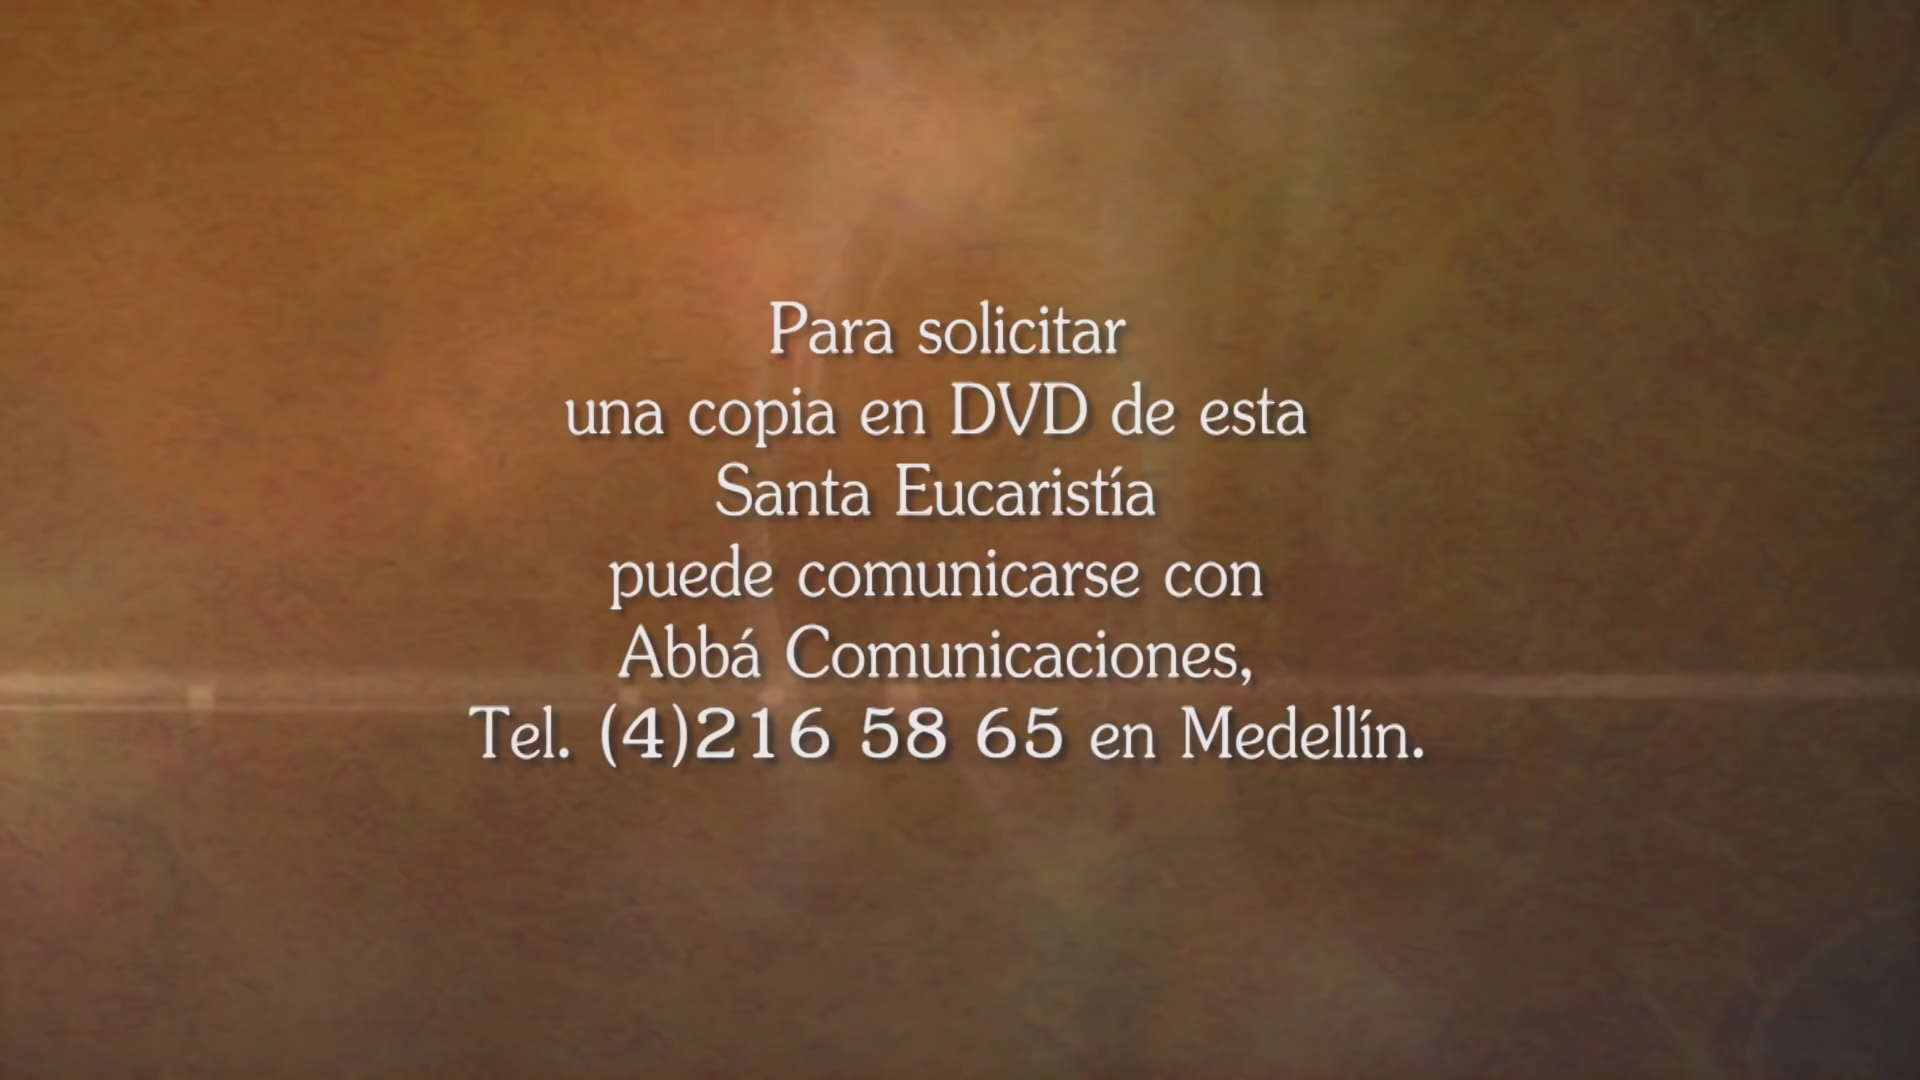 Para solicitar
una copia en DVD de esta
Santa Eucaristía
puede comunicarse con
Abbá Comunicaciones,
Tel. (4)216 58 65 en Medellín.